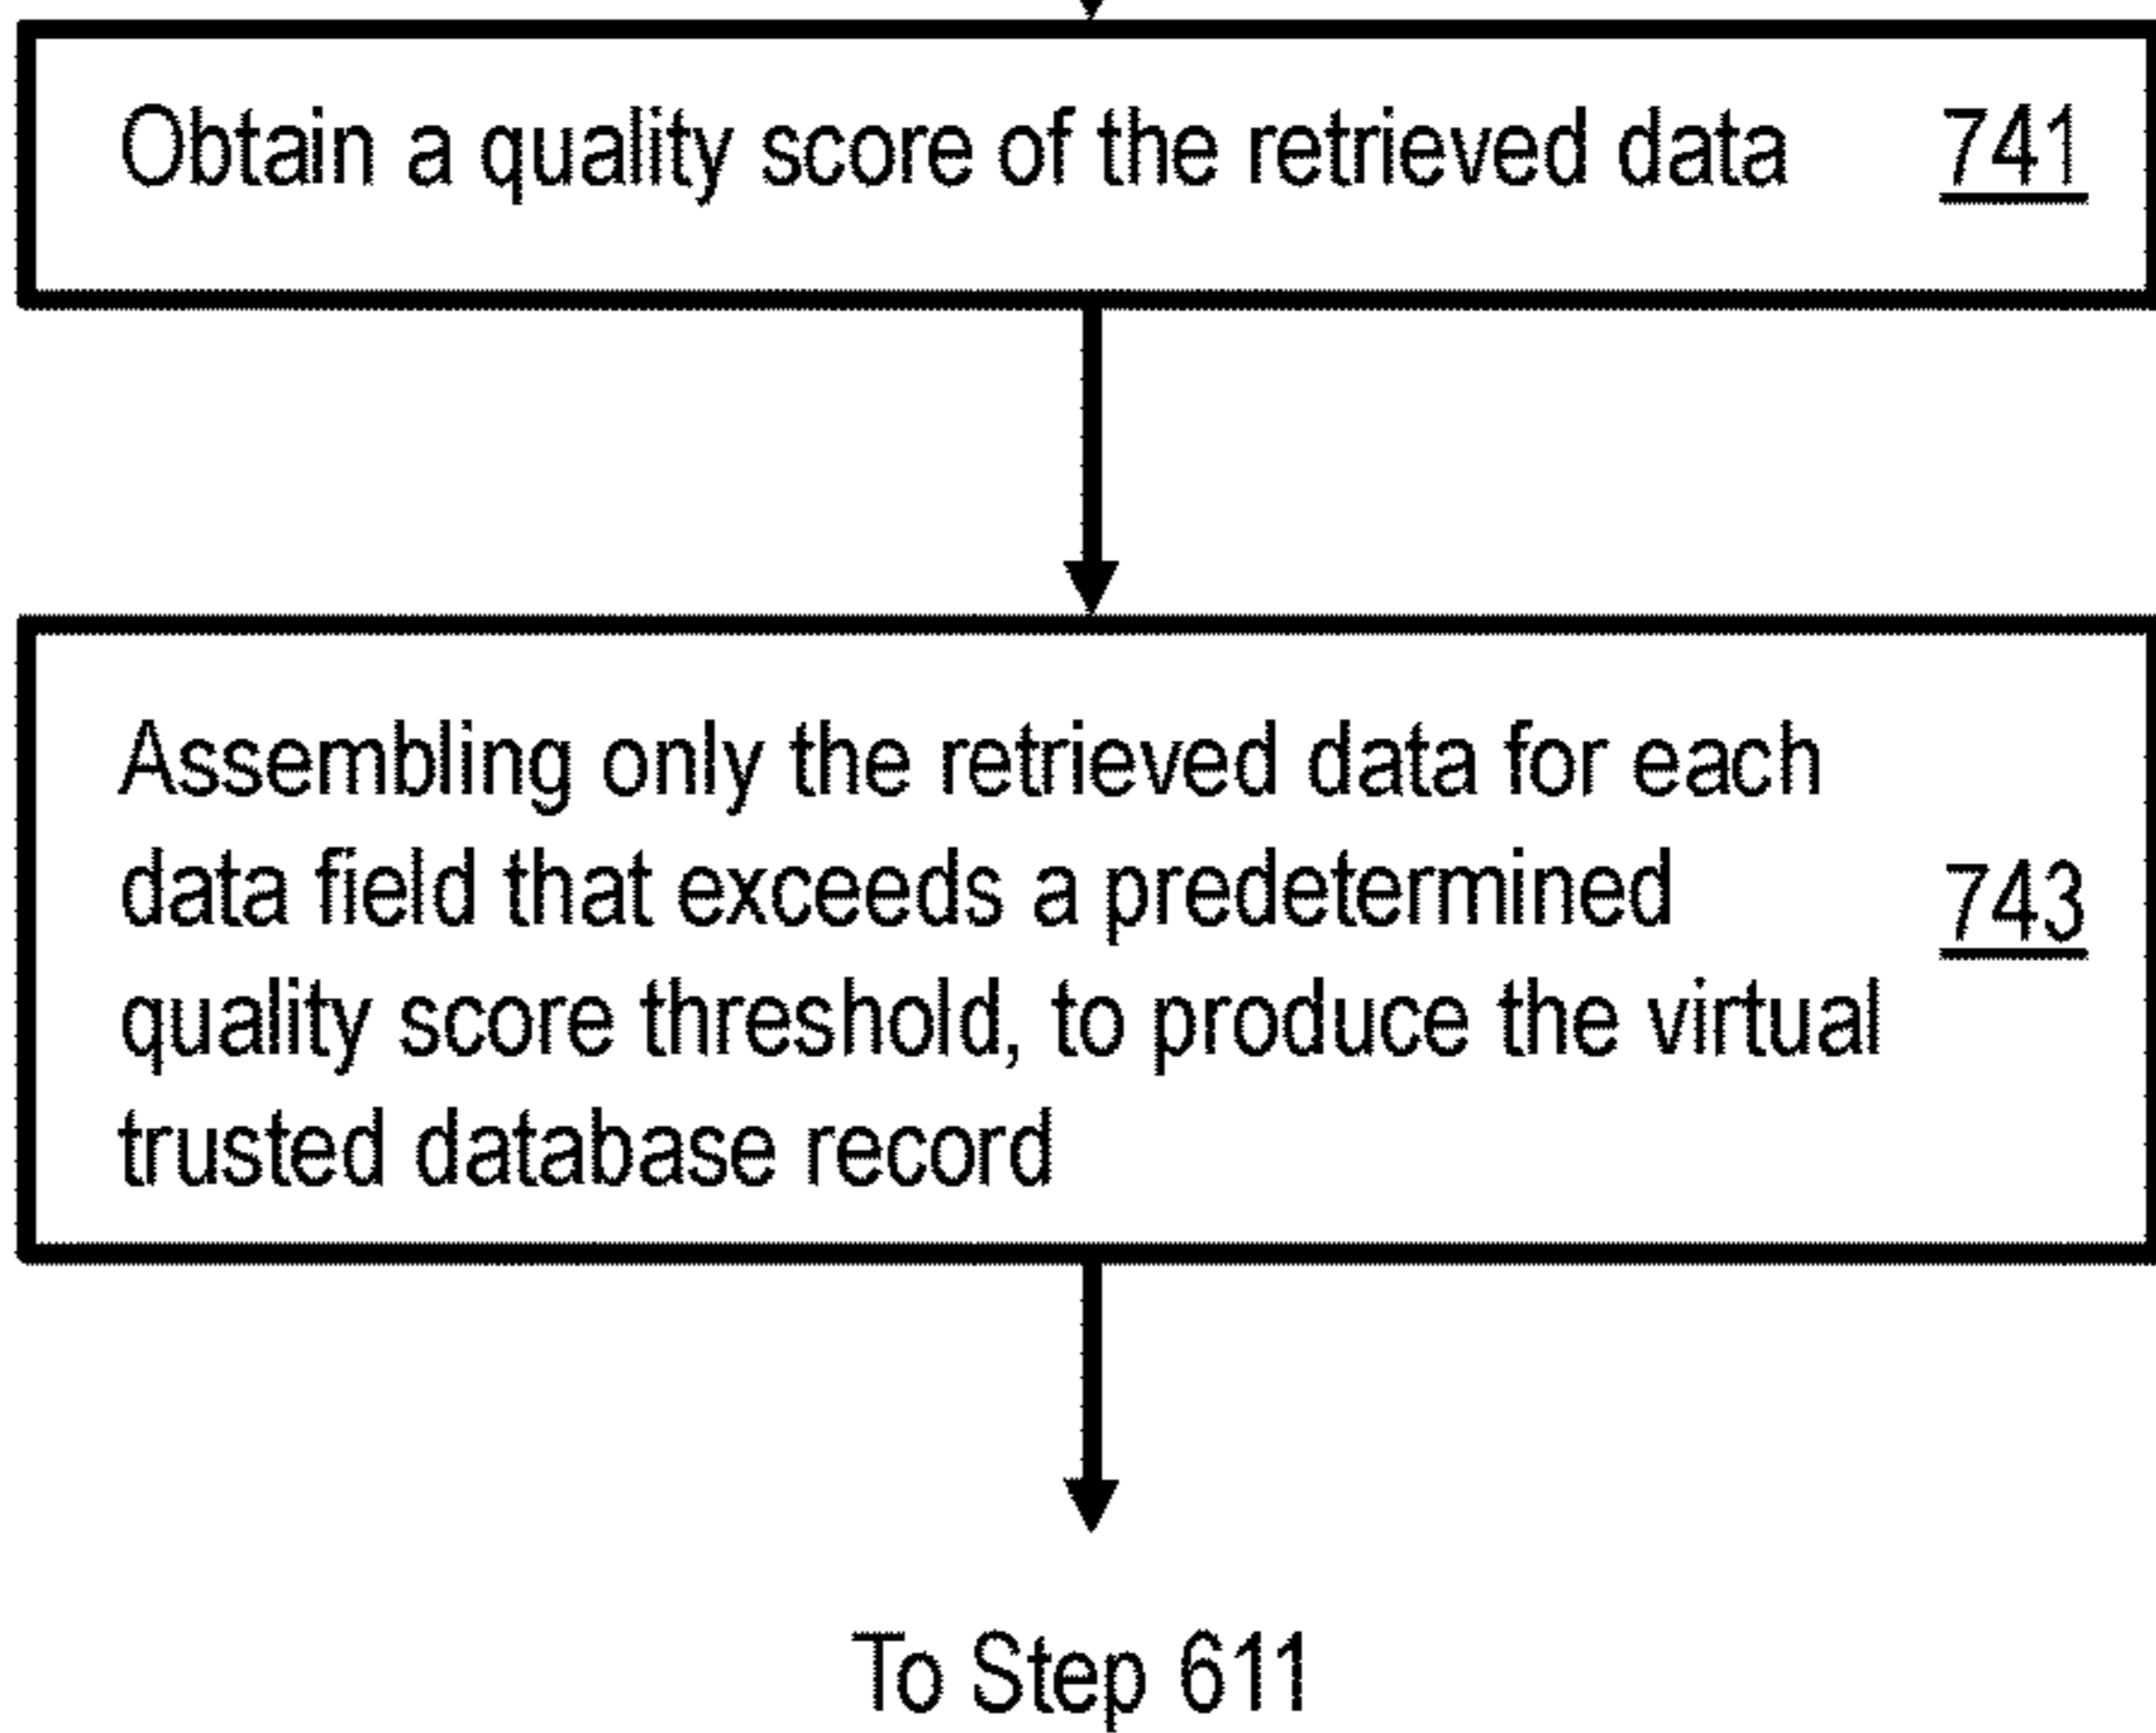 Obtain a quality score of the retrieved data 741
Assembling only the retrieved data for each
data field that exceeds a predetermined 743
quality score threshold, to produce the virtual
trusted database record
To Step 611